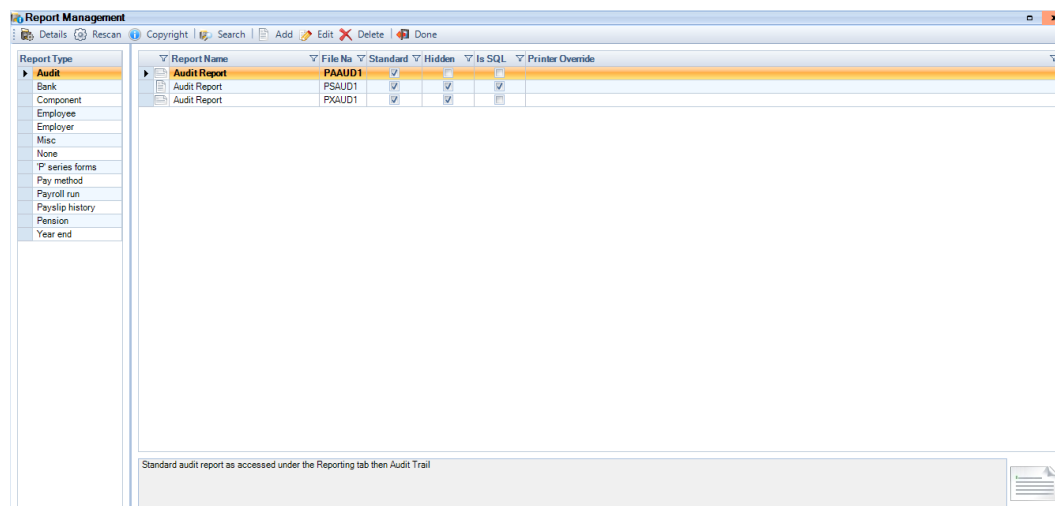 Report Management
Details Rescan Copyright Search Add Edit Delete Done
Report Type
Audit
Bank
Component
Employee
Employer
Misc
None
'P' series forms
Pay method
Payroll run
Payslip history
Pension
Year end
Report Name File Na Standard Hidden Is SQL Printer Override
Audit Report PAAUD1
Audit Report PSAUD1
Audit Report PXAUD1
Standard audit report as accessed under the Reporting tab then Audit Trail